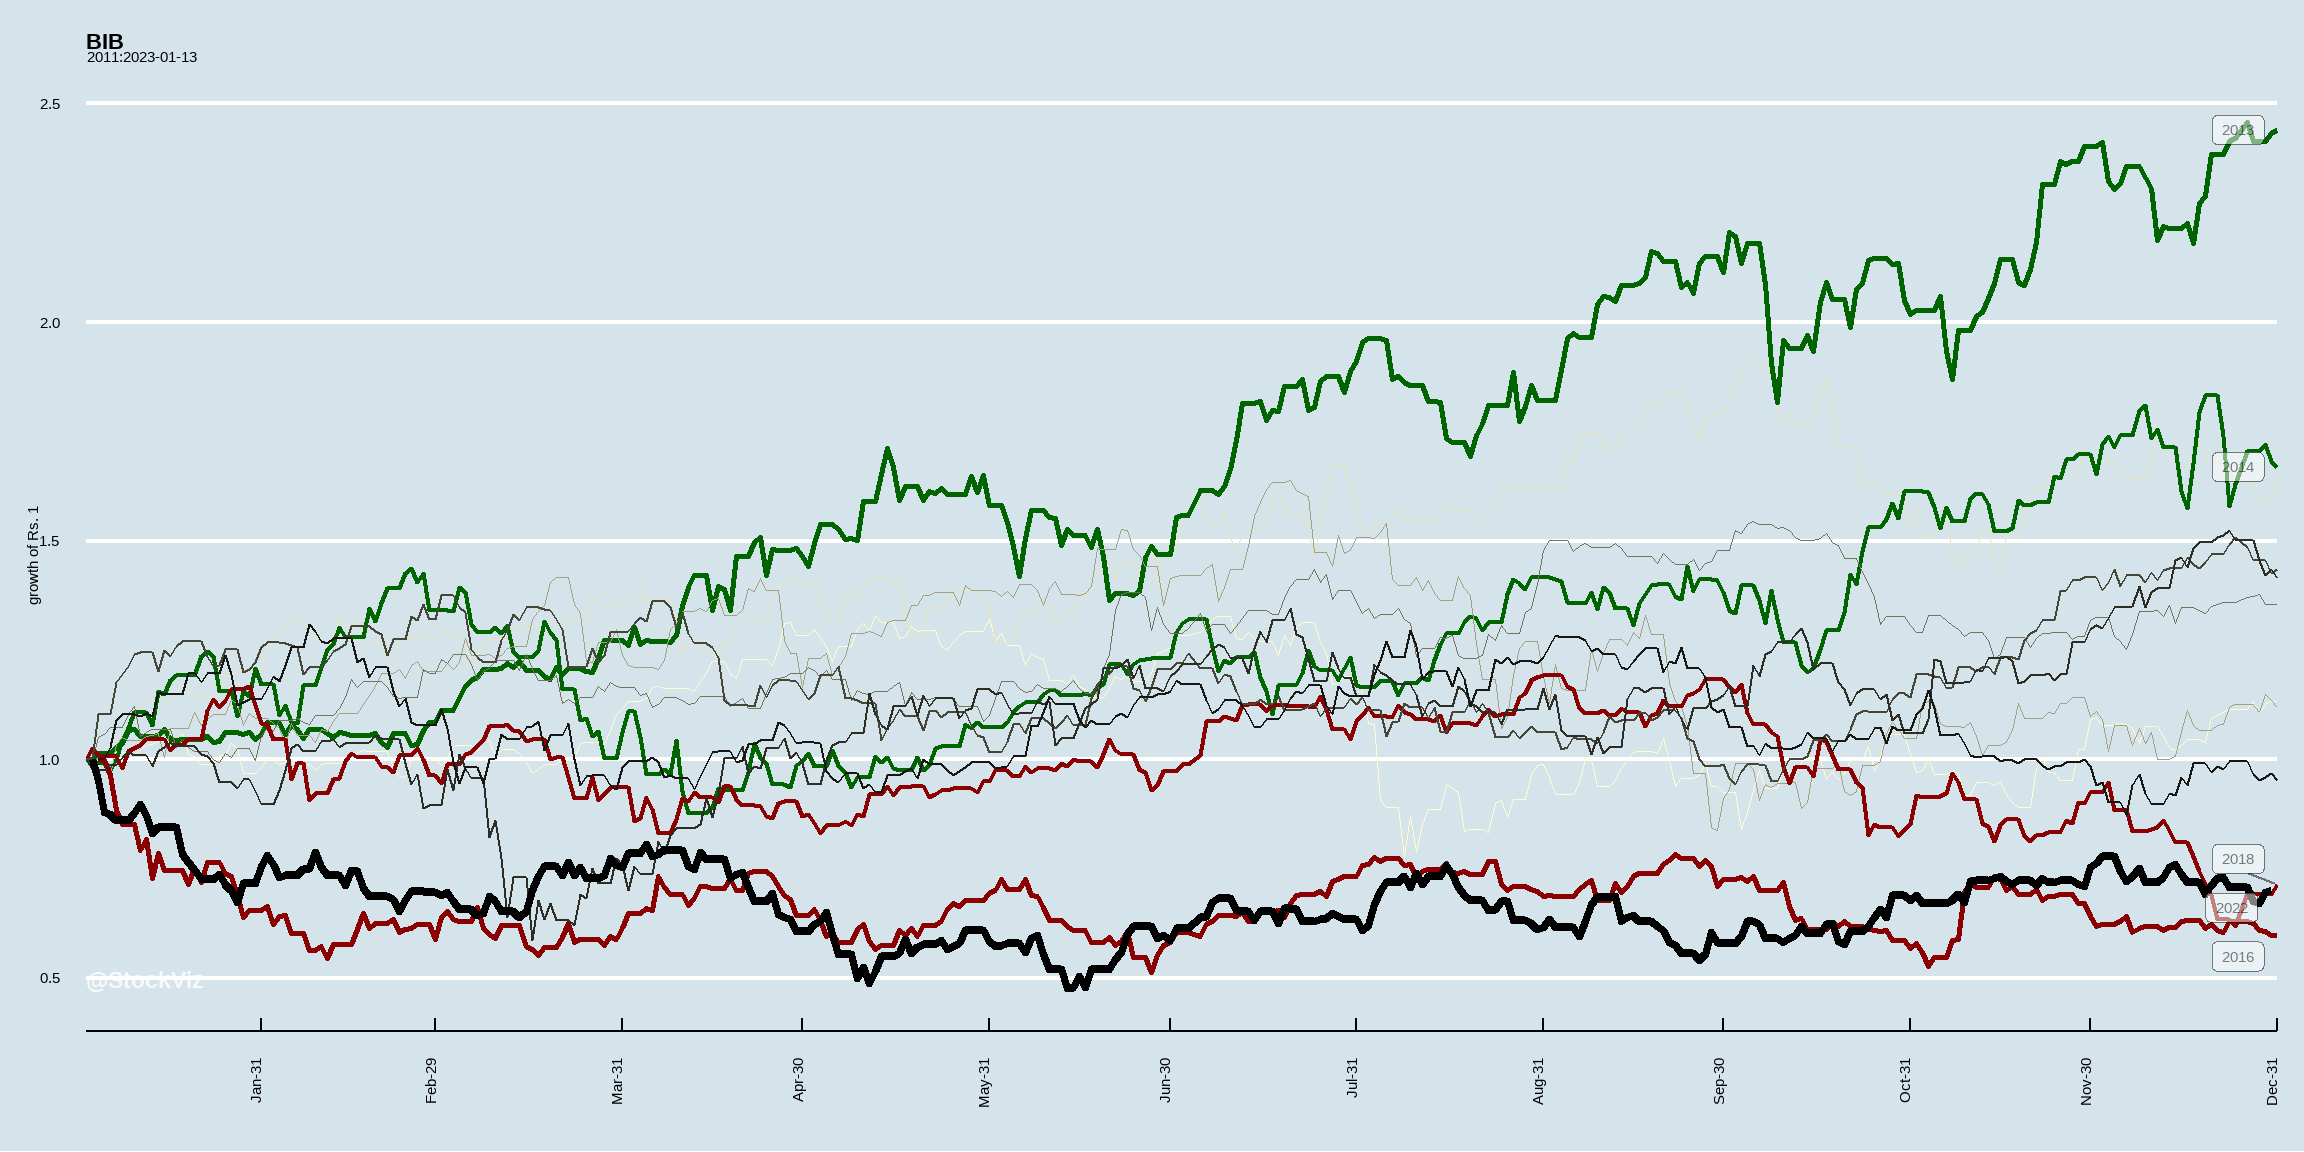 BIB
2011:2023-01-13
growth of Rs. 1
2.5
2.0
1.5
1.0
0.5
2013
2014
2018
2022
2016
@StockViz
Jan-31
Feb-29
Mar-31
Apr-30
May-31
Jun-30
Jul-31
Aug-31
Sep-30
Oct-31
Nov-30
Dec-31